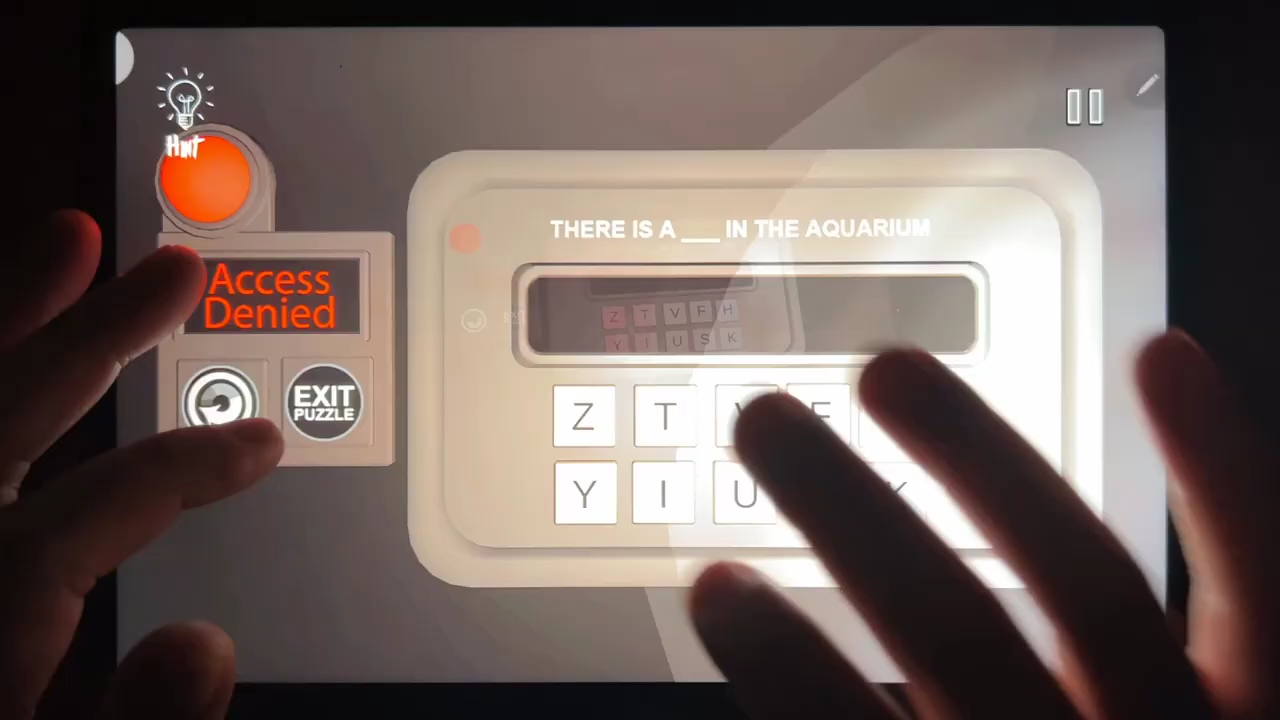 Hint
THERE IS A ___ IN THE AQUARIUM
Access
Denied
Z T V F H
Y I U S K
EXIT
PUZZLE
Z T V F
Y I U K